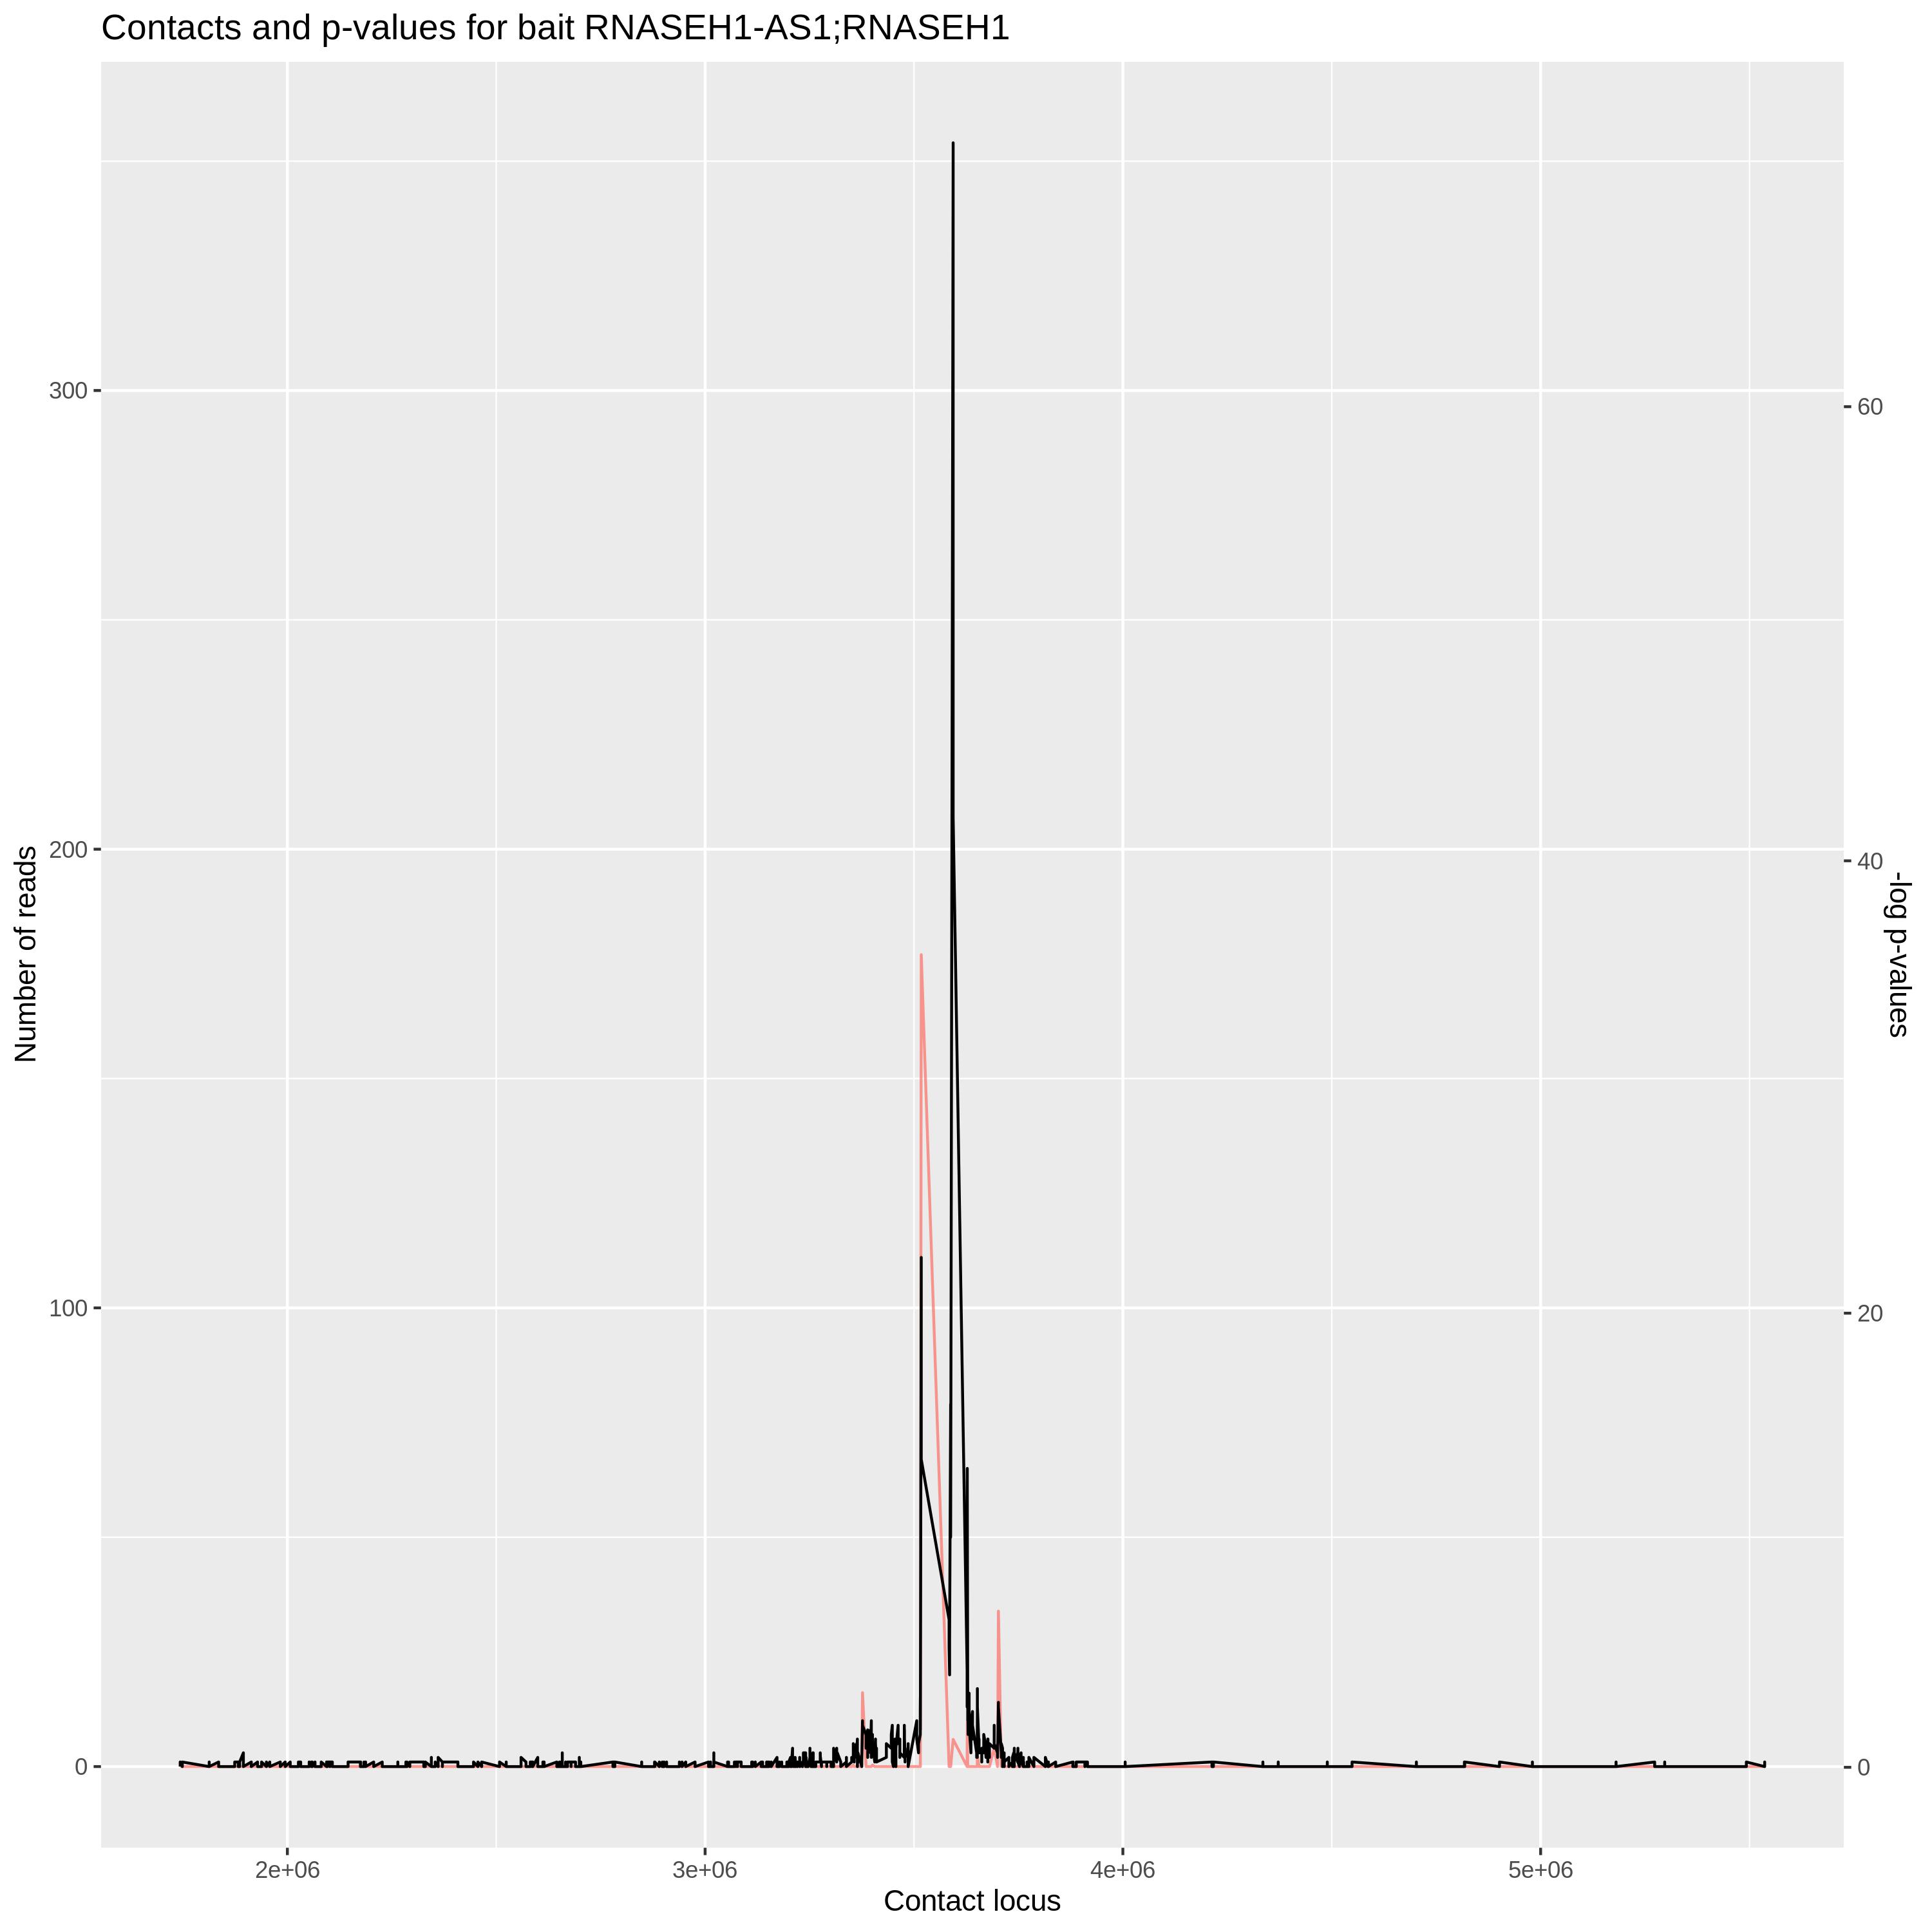 Contacts and p-values for bait RNASEH1-AS1;RNASEH1
Number of reads
300
200
100
0
60
40
20
0
-log p-values
2e+06
3e+06
4e+06
5e+06
Contact locus